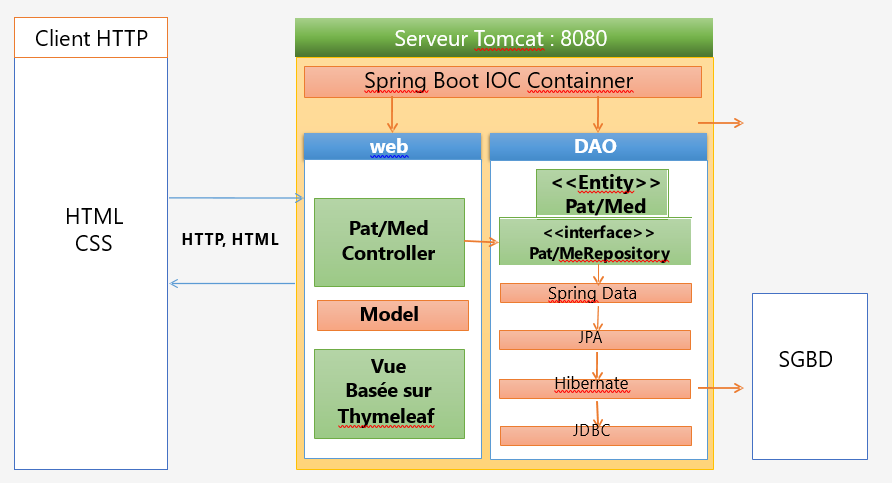 Client HTTP
HTML
CSS
HTTP, HTML
Serveur Tomcat : 8080
Spring Boot IOC Containner
web
Pat/Med
Controller
Model
Vue
Basée sur
Thymeleaf
DAO
<<Entity>>
Pat/Med
<<interface>>
Pat/MeRepository
Spring Data
JPA
Hibernate
JDBC
SGBD